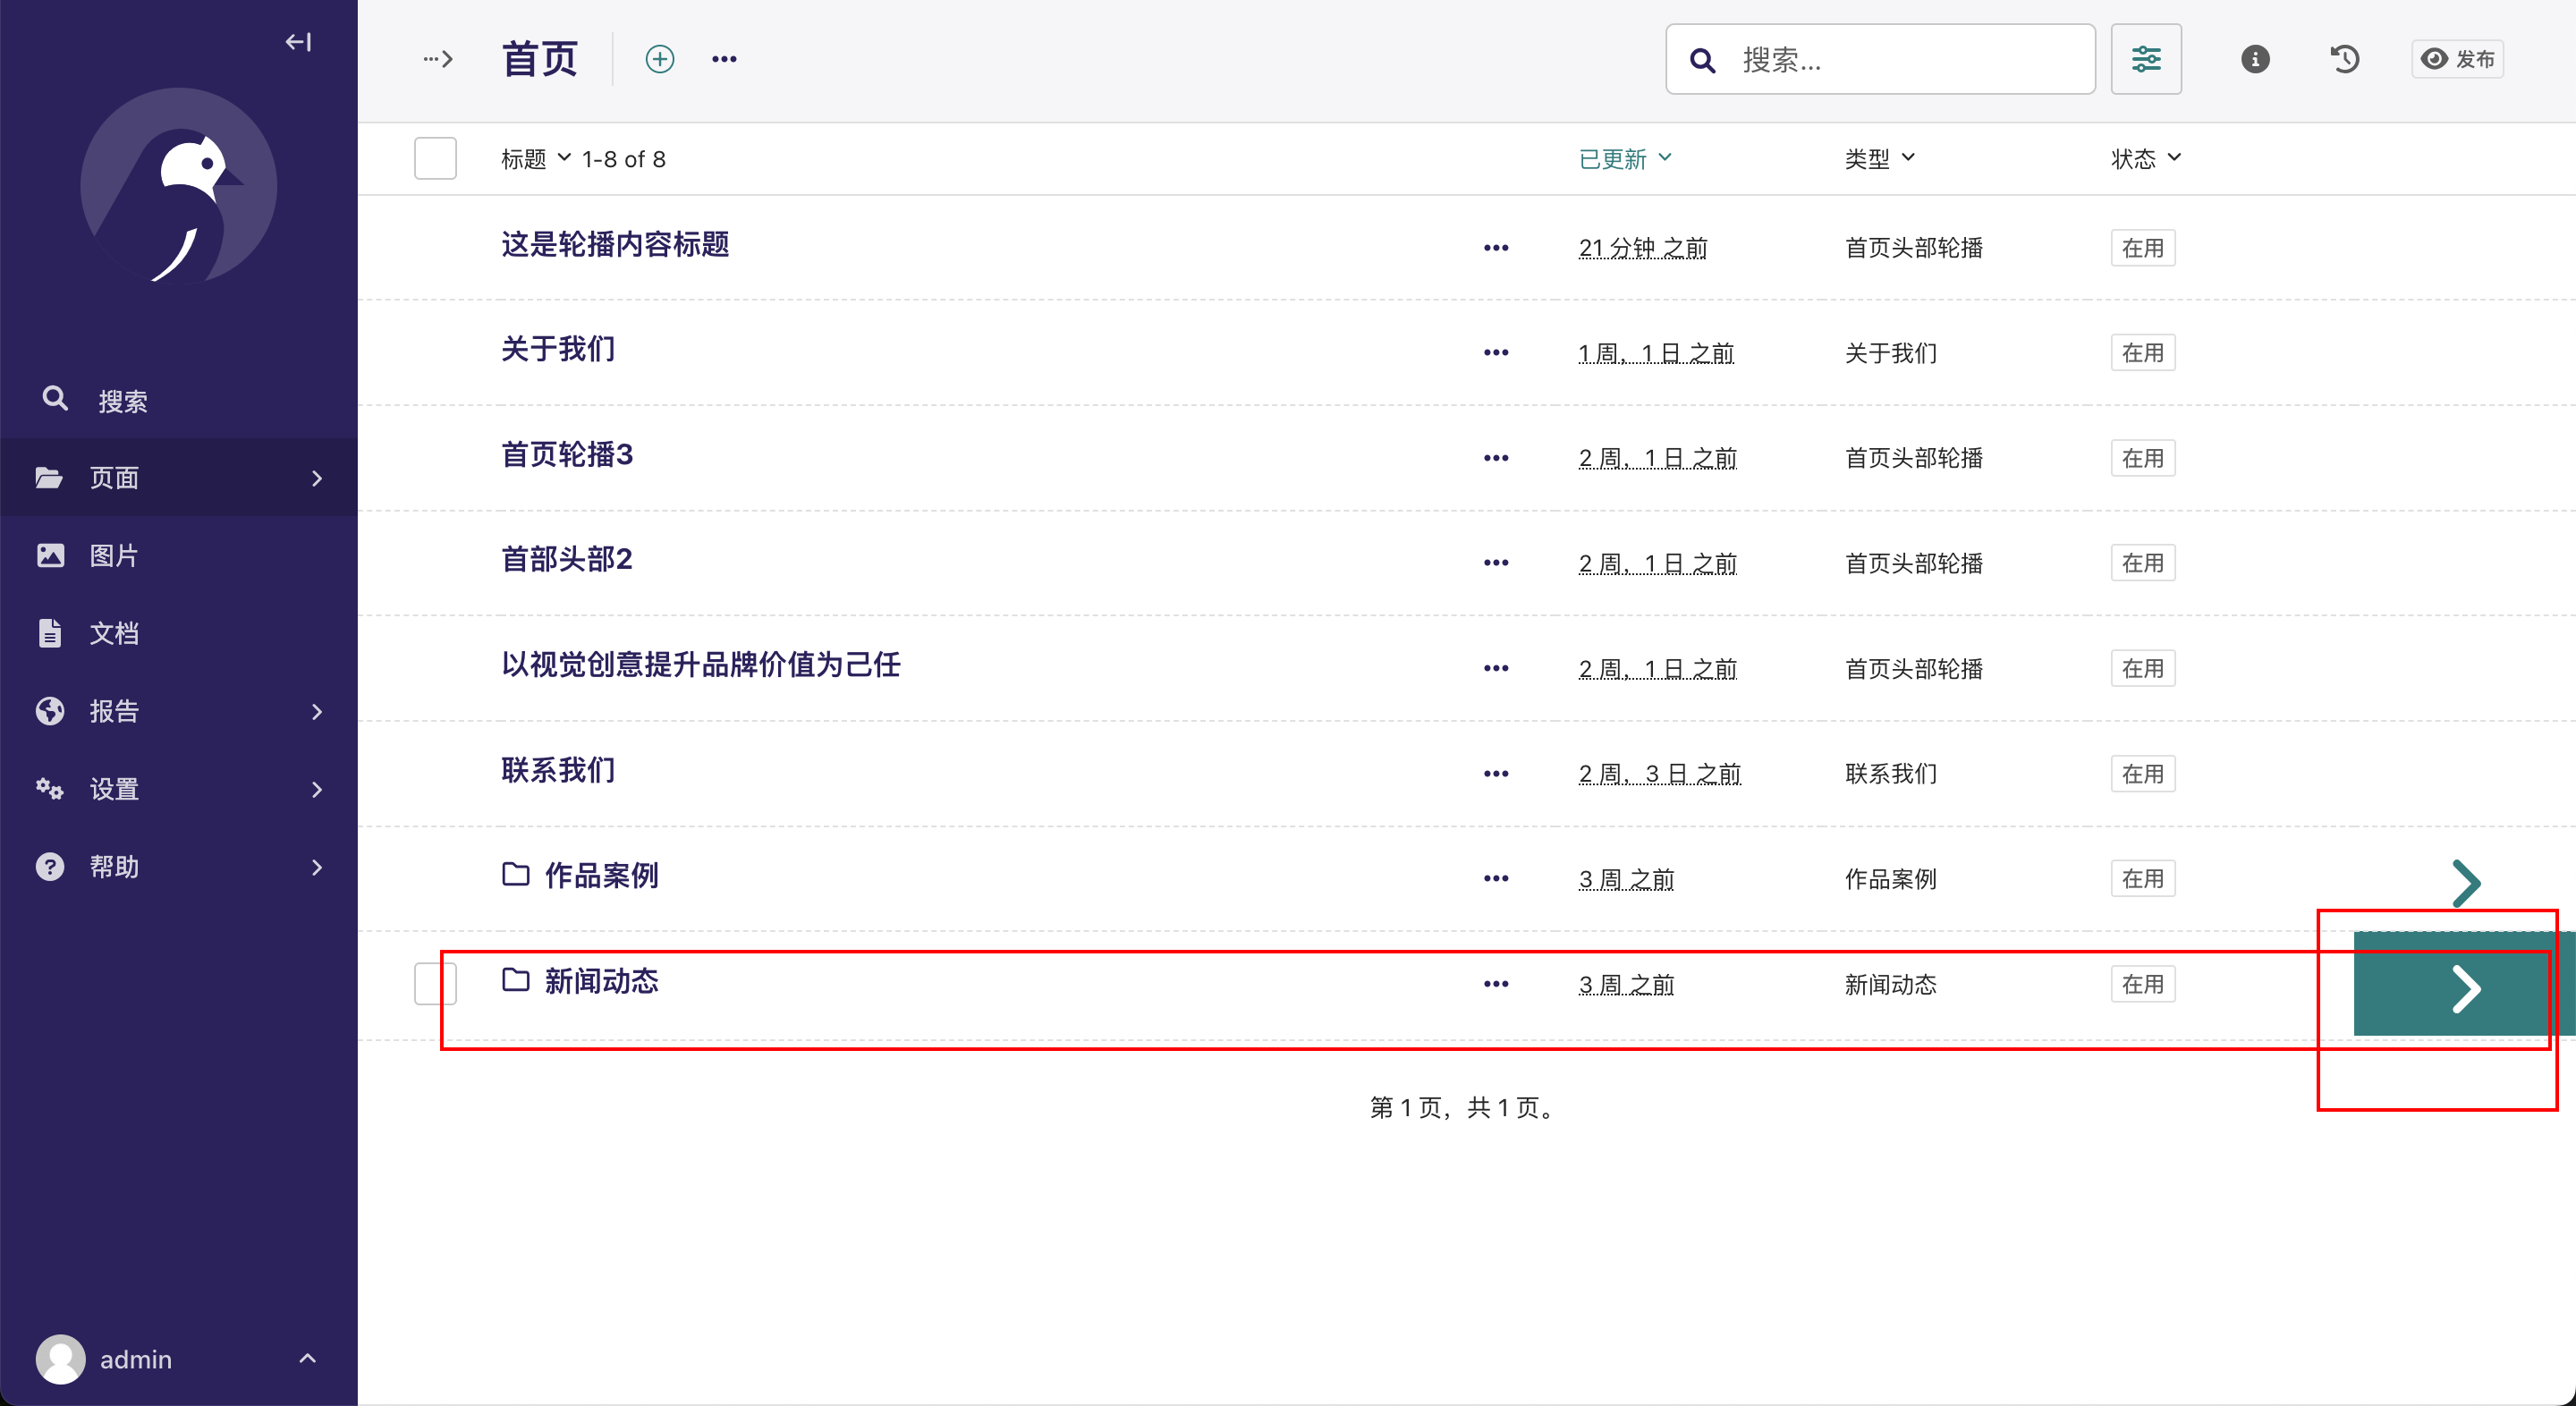 首页
搜索...
发布
标题 1-8 of 8 已更新 类型 状态
这是轮播内容标题 21 分钟 之前 首页头部轮播 在用
关于我们 1 周，1 日 之前 关于我们 在用
首页轮播3 2 周，1 日 之前 首页头部轮播 在用
首部头部2 2 周，1 日 之前 首页头部轮播 在用
以视觉创意提升品牌价值为己任 2 周，1 日 之前 首页头部轮播 在用
联系我们 2 周，3 日 之前 联系我们 在用
作品案例 3 周 之前 作品案例 在用
新闻动态 3 周 之前 新闻动态 在用
第 1 页，共 1 页。
搜索
页面
图片
文档
报告
设置
帮助
admin